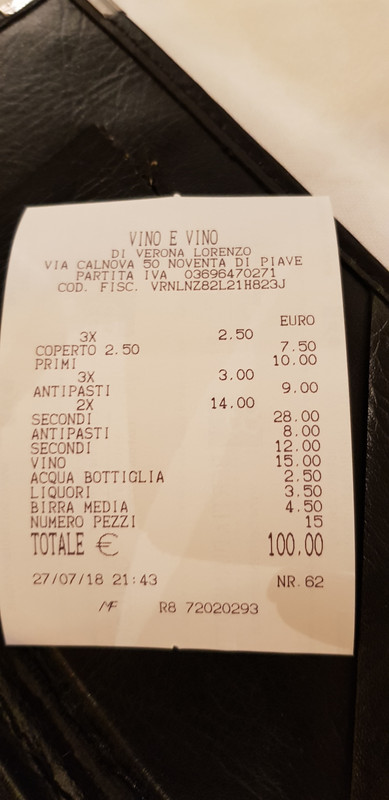 VINO E VINO
DI VERONA LORENZO
VIA CALNOVA 50 NOVENTA DI PIAVE
PARTITA IVA 03696470271
COD. FISC. VRNLNZ82L21H823J
EURO
3X 2.50
COPERTO 2.50 7.50
PRIMI 10.00
3X 3.00
ANTIPASTI 9.00
2X 14.00
SECONDI 28.00
ANTIPASTI 8.00
SECONDI 12.00
VINO 15.00
ACQUA BOTTIGLIA 2.50
LIQUORI 3.50
BIRRA MEDIA 4.50
NUMERO PEZZI 15
TOTALE € 100,00
27/07/18 21:43 NR.62
MF R8 72020293